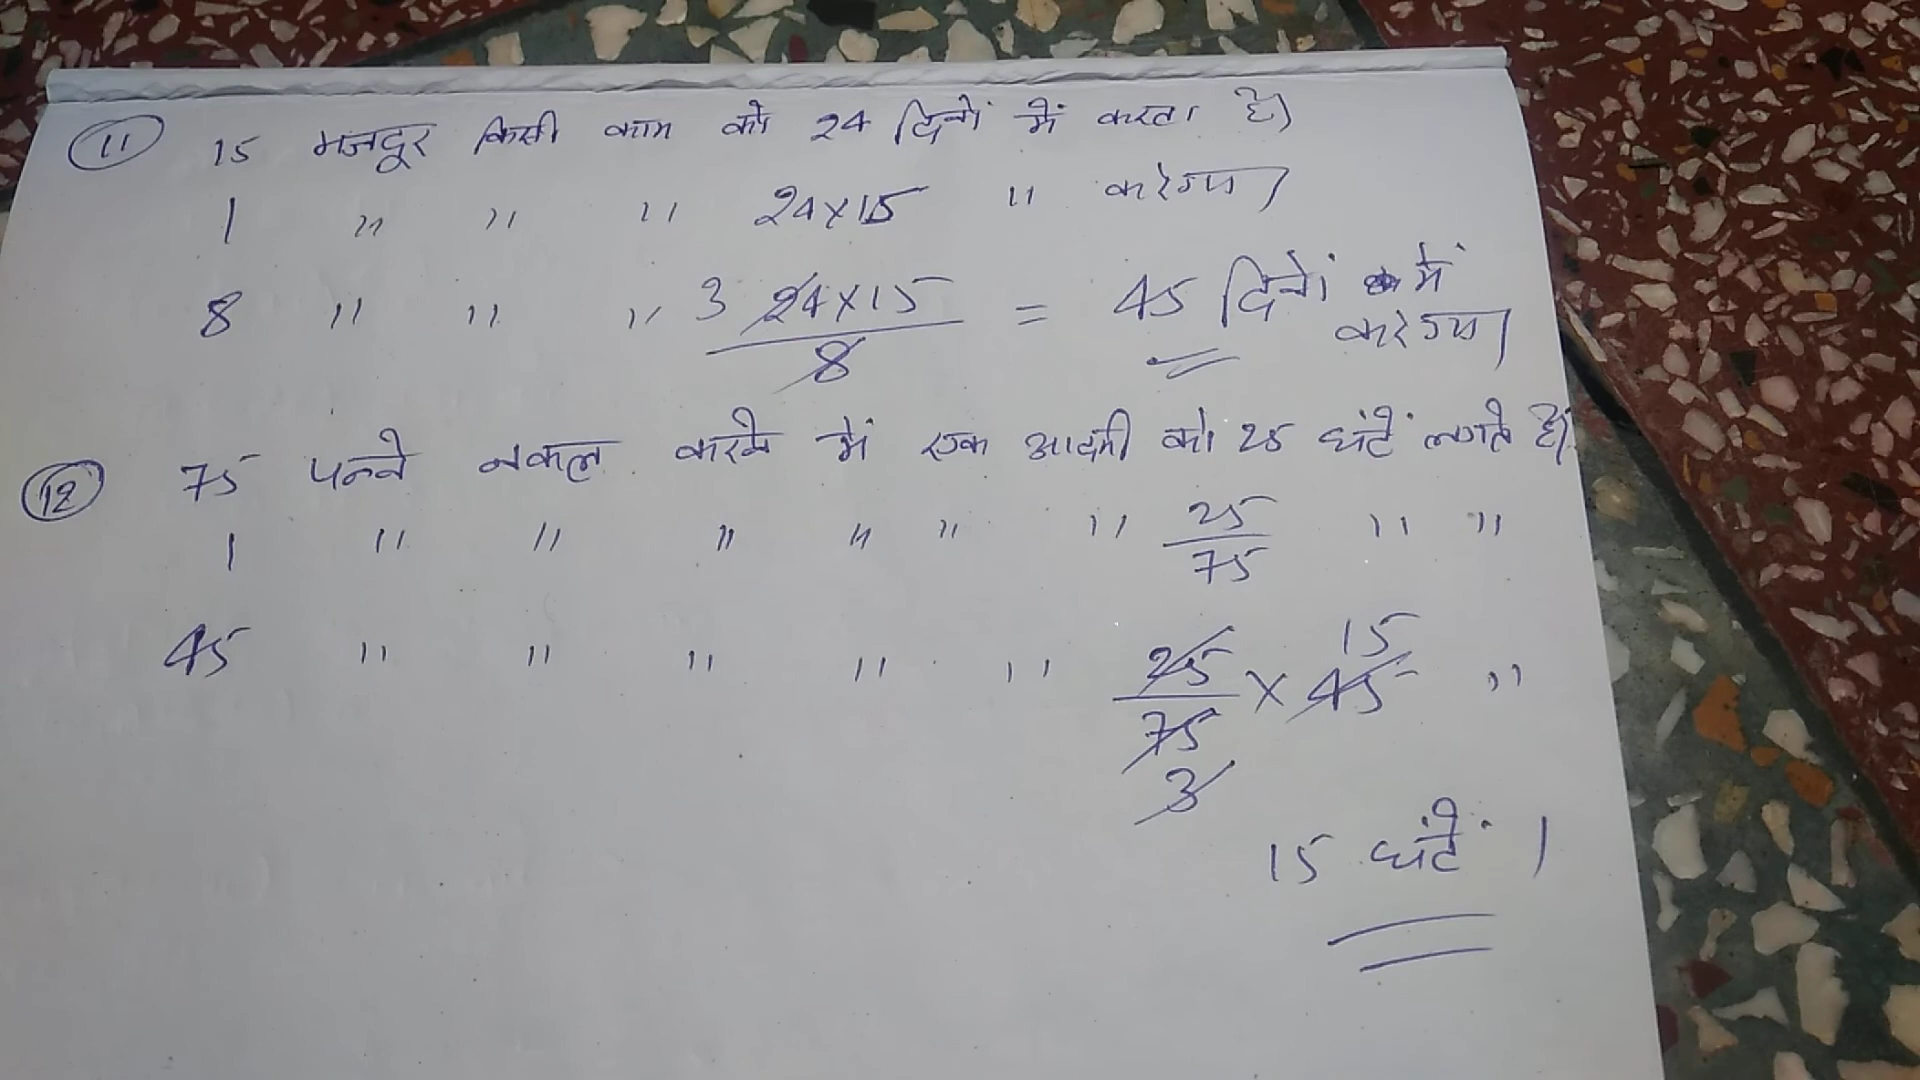 (11) 15 मजदूर किसी काम को 24 दिनों में करता है।
1 " " " 24×15 " करेगा।
8 " " " 3 24×15 = 45 दिनों में
8 करेगा।
(12) 75 पन्ने नकल करने में एक आदमी को 25 घंटें लगते है।
1 " " " " " " 25 " "
75
45 " " " " " 25 × 45 "
15
75
3
15 घंटें ।